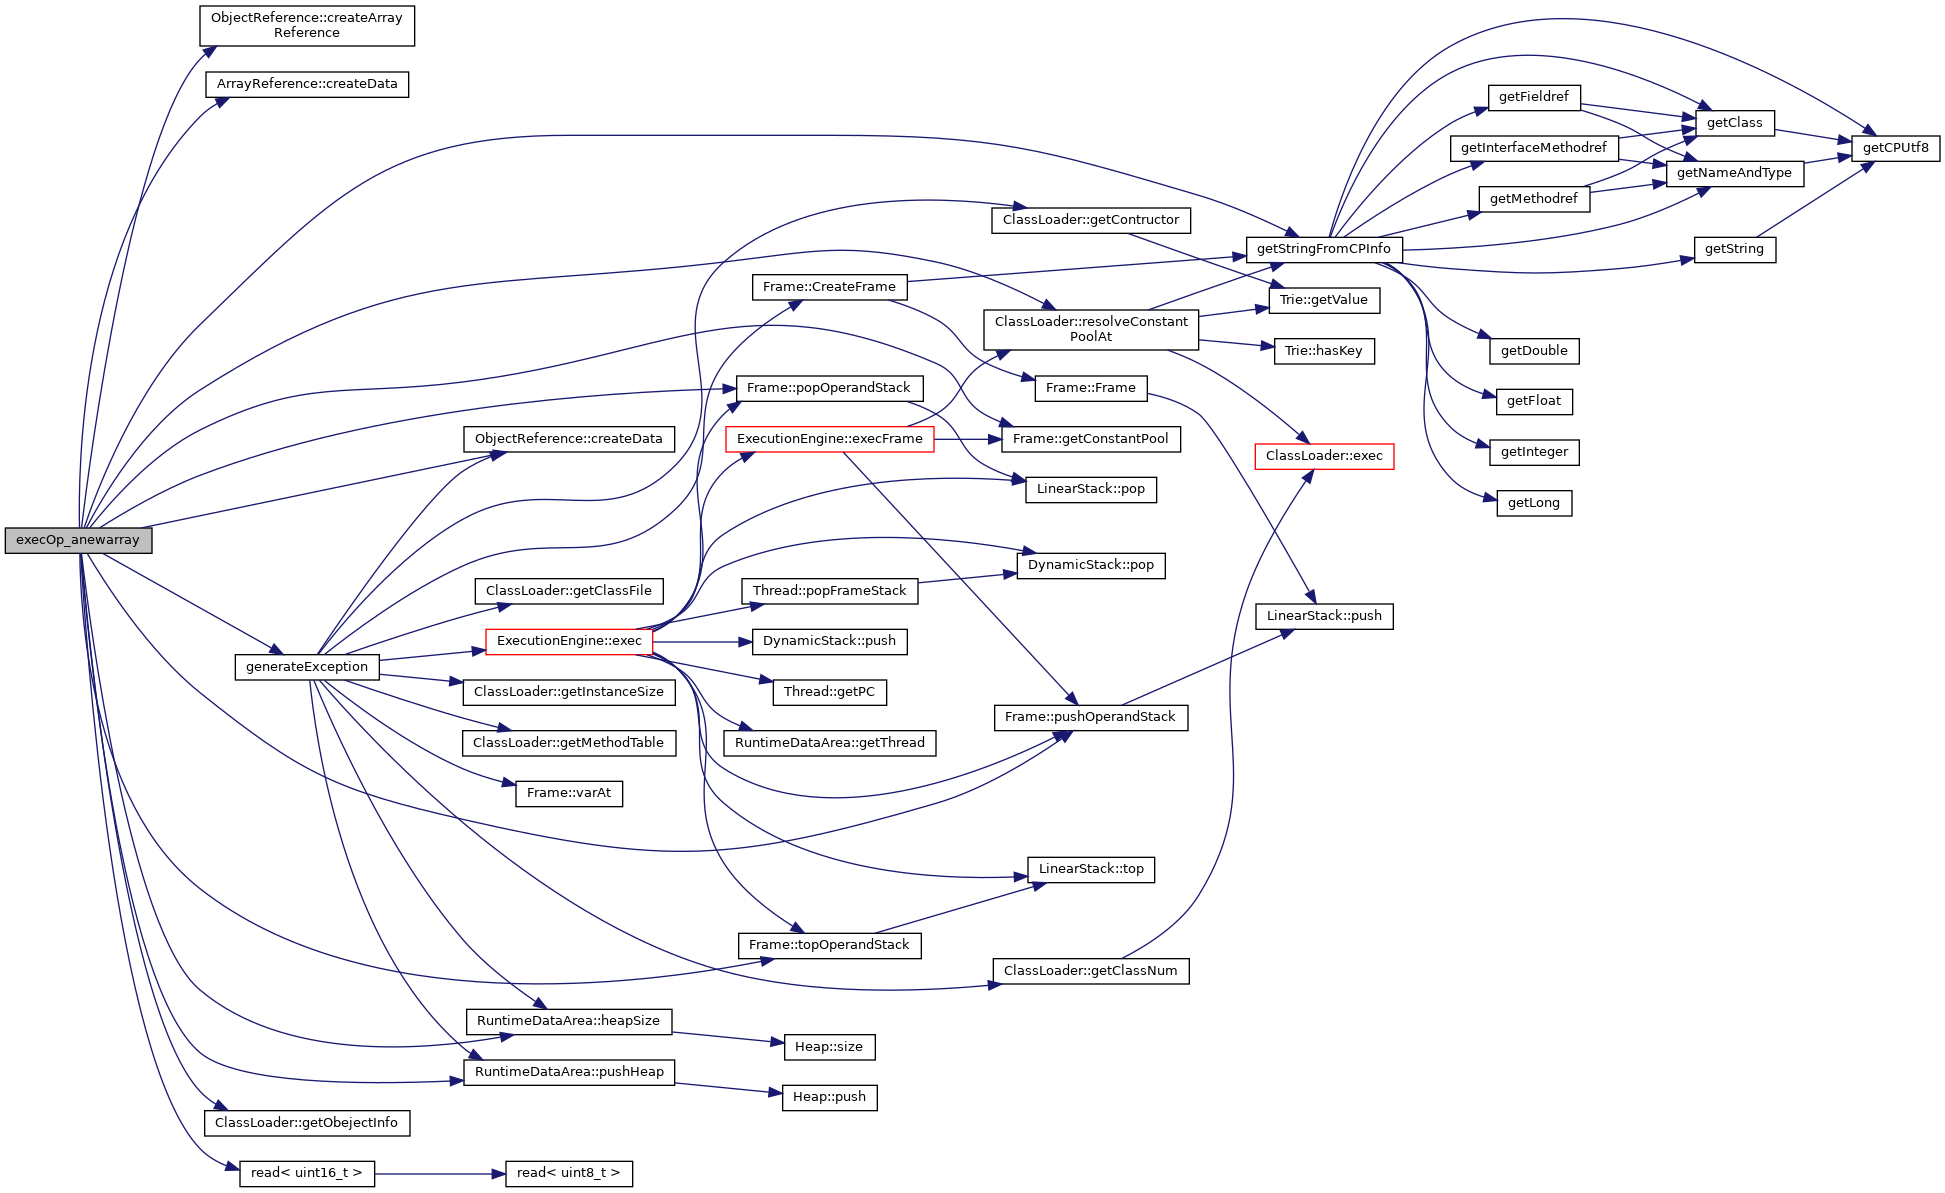 ObjectReference::createArray
Reference
ArrayReference::createData
getFieldref
getClass
getInterfaceMethodref
getCPUtf8
getNameAndType
getMethodref
ClassLoader::getContructor
getStringFromCPInfo
getString
Frame::CreateFrame
Trie::getValue
ClassLoader::resolveConstant
PoolAt
Trie::hasKey
getDouble
Frame::popOperandStack
Frame::Frame
getFloat
ObjectReference::createData
ExecutionEngine::execFrame
Frame::getConstantPool
ClassLoader::exec
getInteger
LinearStack::pop
getLong
execOp_anewarray
DynamicStack::pop
ClassLoader::getClassFile
Thread::popFrameStack
LinearStack::push
ExecutionEngine::exec
DynamicStack::push
generateException
ClassLoader::getInstanceSize
Thread::getPC
Frame::pushOperandStack
ClassLoader::getMethodTable
RuntimeDataArea::getThread
Frame::varAt
LinearStack::top
Frame::topOperandStack
ClassLoader::getClassNum
RuntimeDataArea::heapSize
Heap::size
RuntimeDataArea::pushHeap
Heap::push
ClassLoader::getObejectInfo
read< uint16_t >
read< uint8_t >